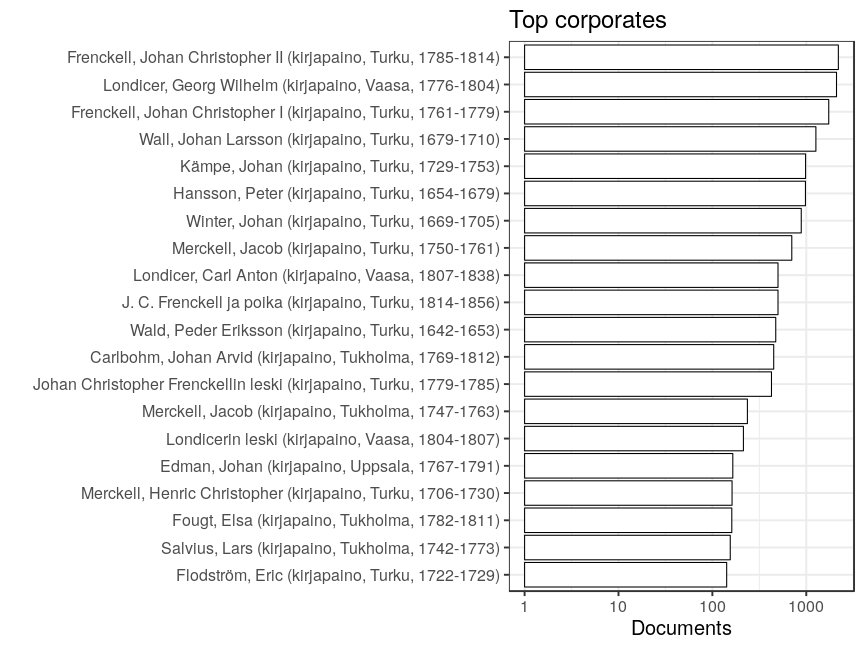 Top corporates
Frenckell, Johan Christopher II (kirjapaino, Turku, 1785-1814)
Londicer, Georg Wilhelm (kirjapaino, Vaasa, 1776-1804)
Frenckell, Johan Christopher I (kirjapaino, Turku, 1761-1779)
Wall, Johan Larsson (kirjapaino, Turku, 1679-1710)
Kämpe, Johan (kirjapaino, Turku, 1729-1753)
Hansson, Peter (kirjapaino, Turku, 1654-1679)
Winter, Johan (kirjapaino, Turku, 1669-1705)
Merckell, Jacob (kirjapaino, Turku, 1750-1761)
Londicer, Carl Anton (kirjapaino, Vaasa, 1807-1838)
J. C. Frenckell ja poika (kirjapaino, Turku, 1814-1856)
Wald, Peder Eriksson (kirjapaino, Turku, 1642-1653)
Carlbohm, Johan Arvid (kirjapaino, Tukholma, 1769-1812)
Johan Christopher Frenckellin leski (kirjapaino, Turku, 1779-1785)
Merckell, Jacob (kirjapaino, Tukholma, 1747-1763)
Londicerin leski (kirjapaino, Vaasa, 1804-1807)
Edman, Johan (kirjapaino, Uppsala, 1767-1791)
Merckell, Henric Christopher (kirjapaino, Turku, 1706-1730)
Fougt, Elsa (kirjapaino, Tukholma, 1782-1811)
Salvius, Lars (kirjapaino, Tukholma, 1742-1773)
Flodström, Eric (kirjapaino, Turku, 1722-1729)
1 10 100 1000
Documents